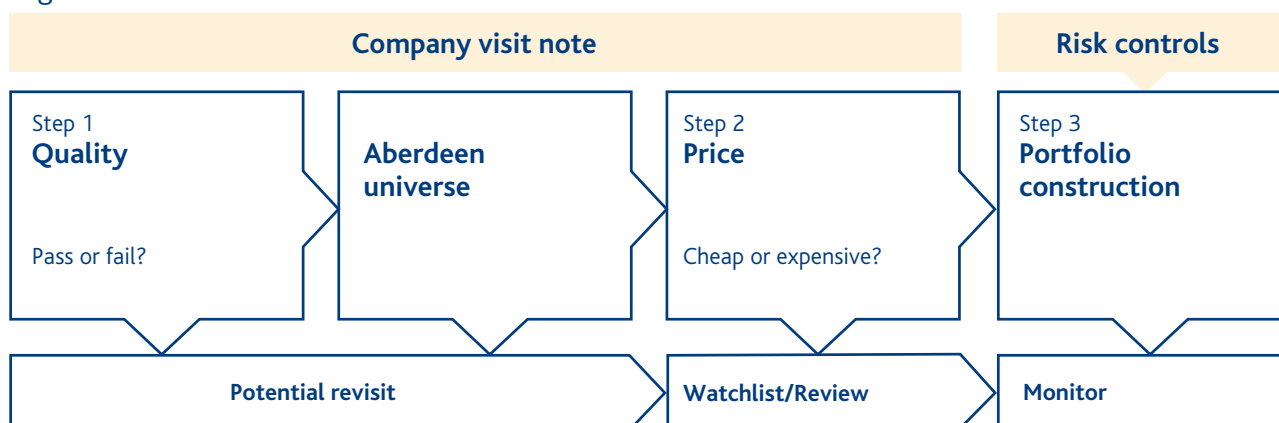 Company visit note
Risk controls
Step 1
Quality
Pass or fail?
Aberdeen
universe
Step 2
Price
Cheap or expensive?
Step 3
Portfolio
construction
Potential revisit
Watchlist/Review
Monitor